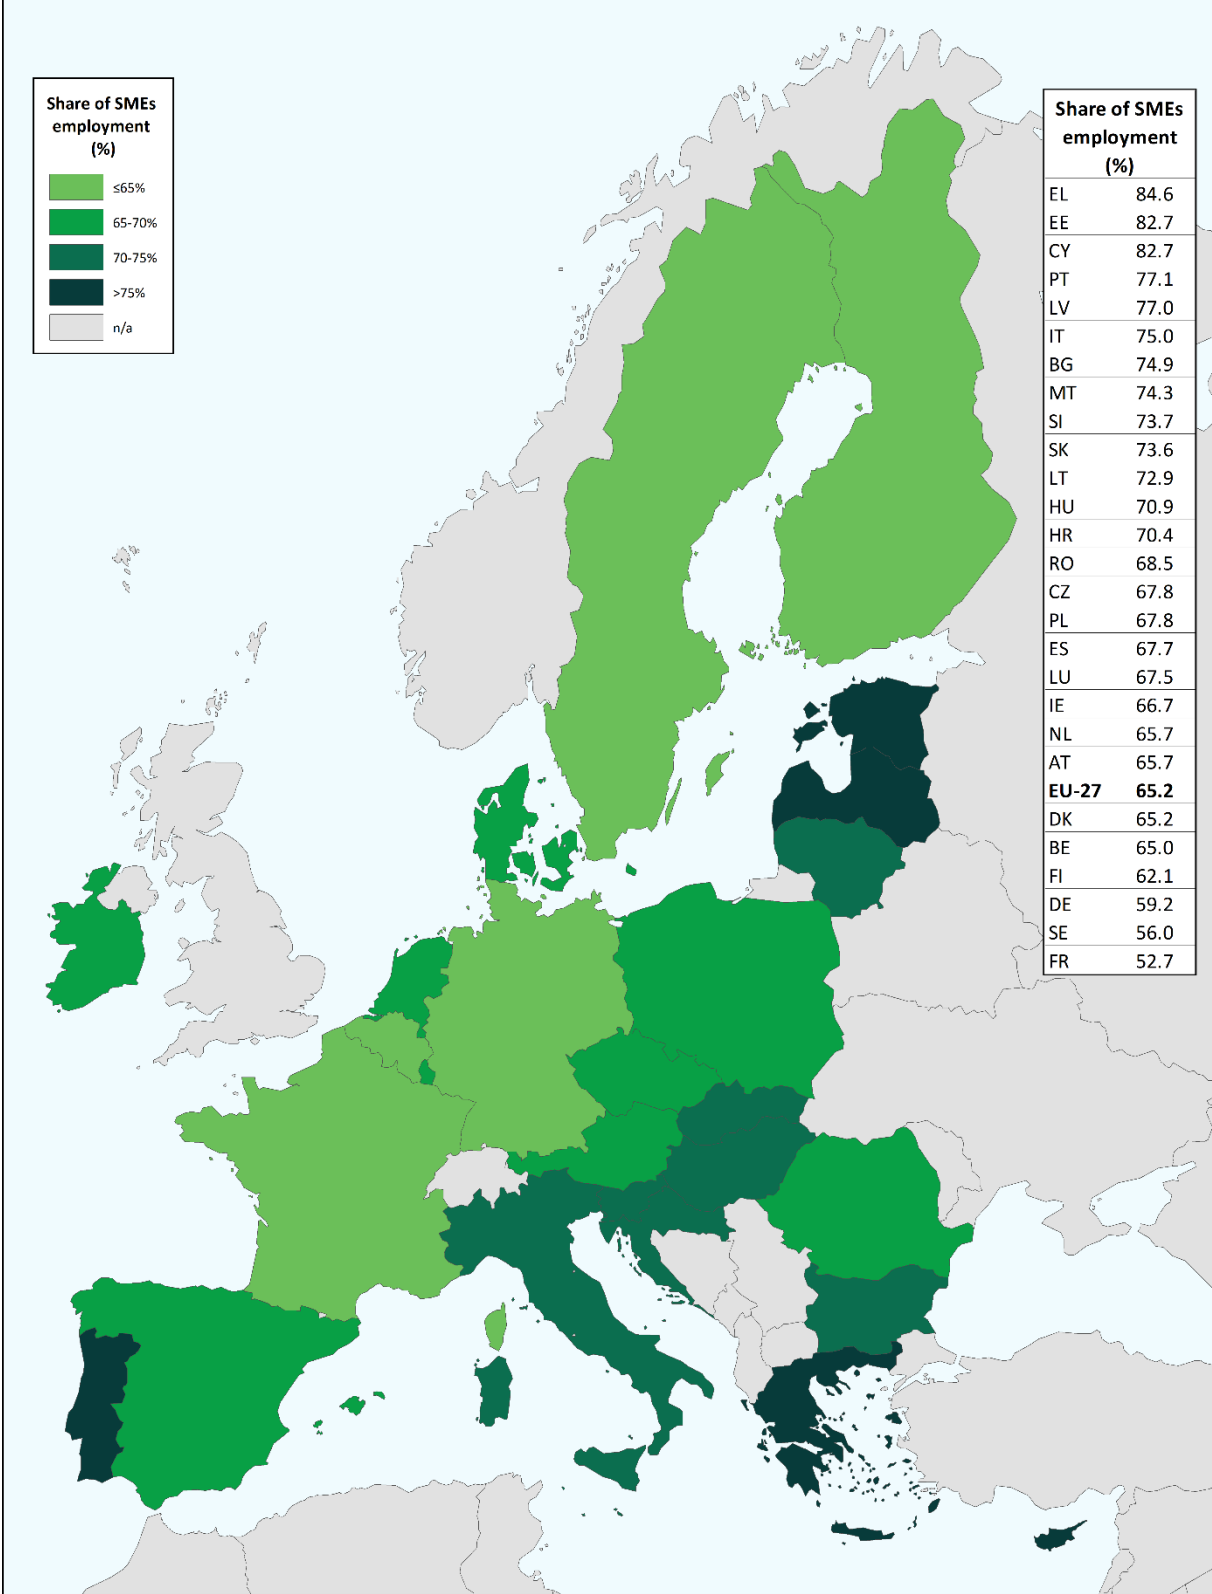 Share of SMEs
employment
(%)
≤65%
65-70%
70-75%
>75%
n/a
Share of SMEs
employment
(%)
EL 84.6
EE 82.7
CY 82.7
PT 77.1
LV 77.0
IT 75.0
BG 74.9
MT 74.3
SI 73.7
SK 73.6
LT 72.9
HU 70.9
HR 70.4
RO 68.5
CZ 67.8
PL 67.8
ES 67.7
LU 67.5
IE 66.7
NL 65.7
AT 65.7
EU-27 65.2
DK 65.2
BE 65.0
FI 62.1
DE 59.2
SE 56.0
FR 52.7